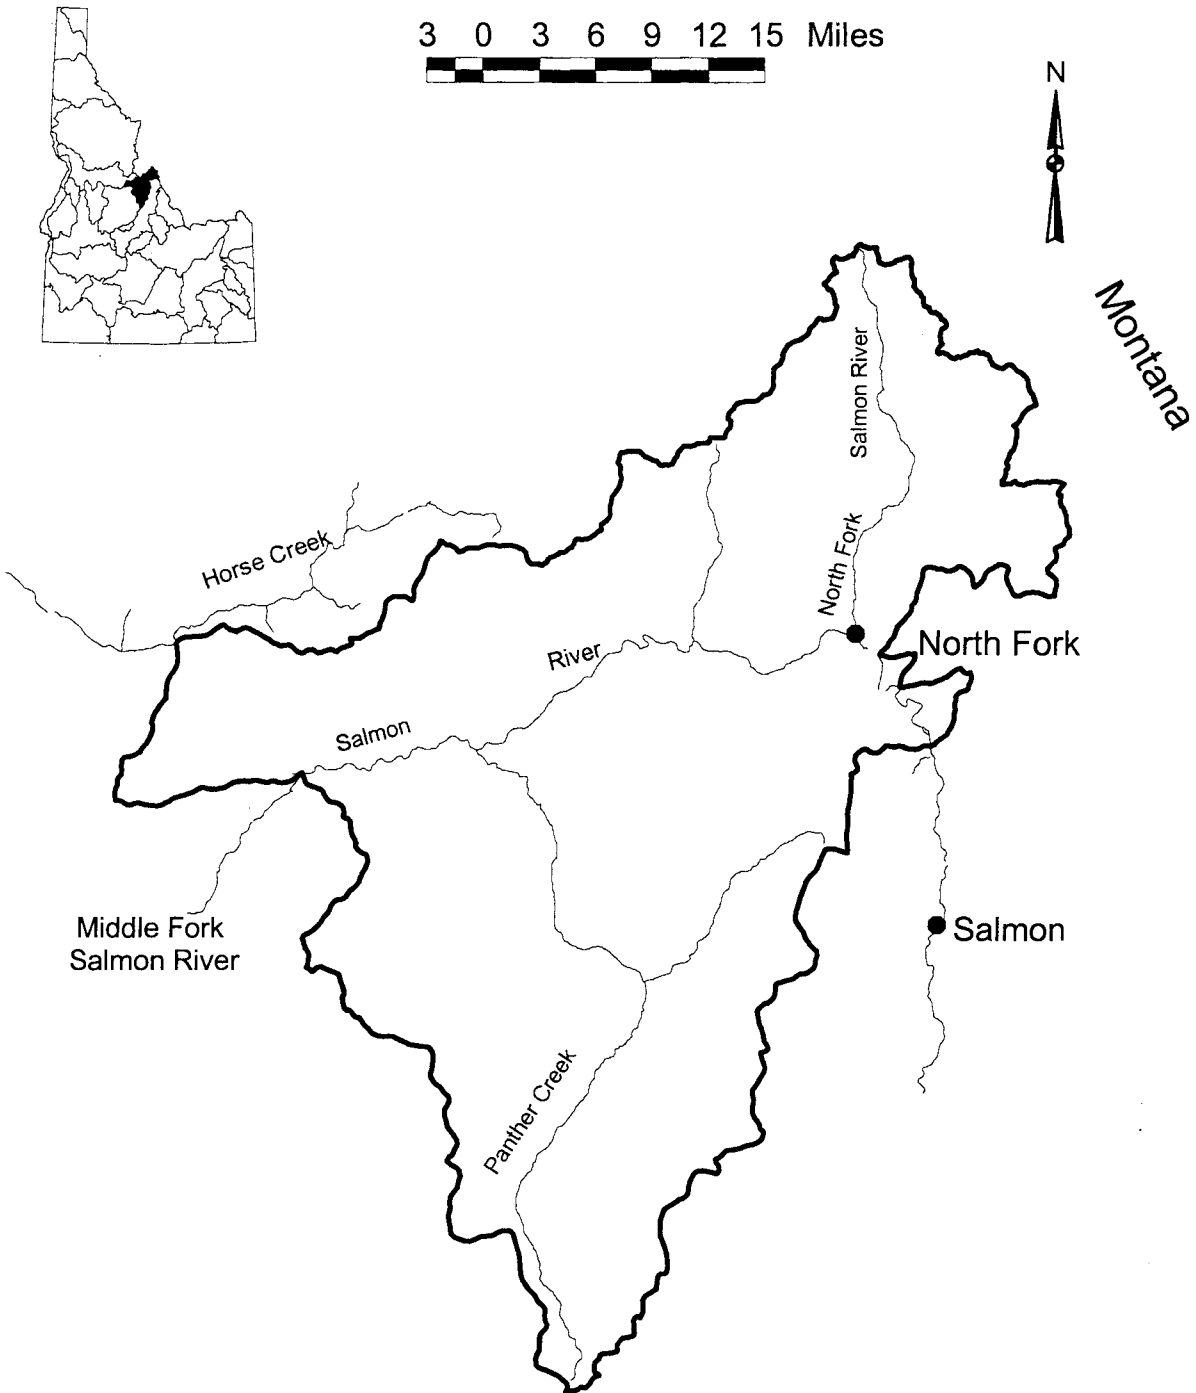 3 0 3 6 9 12 15 Miles
N
Montana
Salmon River
North Fork
Horse Creek
North Fork
River
Salmon
Middle Fork
Salmon River
Salmon
Panther Creek